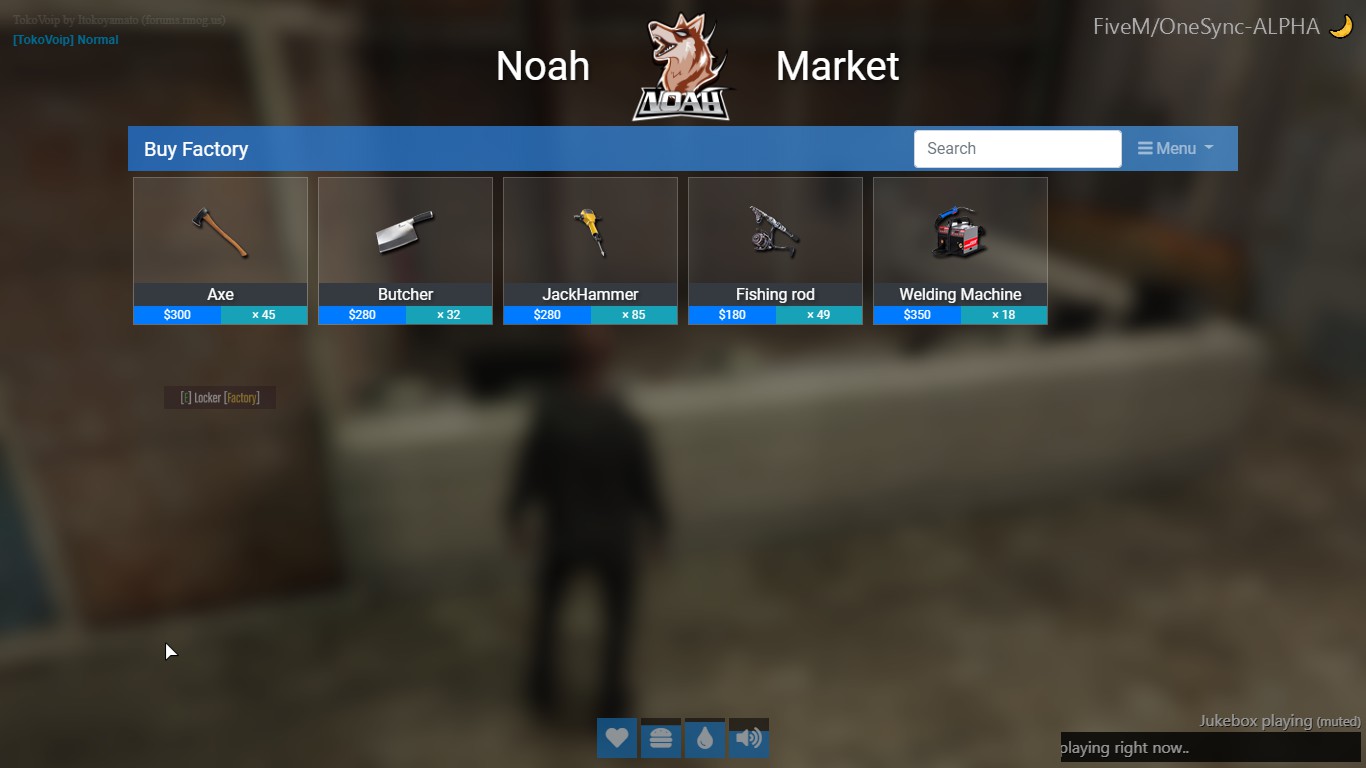 TokoVoip by Itokoyamato (forums.rmog.us)
[TokoVoip] Normal
FiveM/OneSync-ALPHA
Noah
NOAH
Market
Buy Factory
Search
Menu
Axe
$300
× 45
Butcher
$280
× 32
JackHammer
$280
× 85
Fishing rod
$180
× 49
Welding Machine
$350
× 18
[E] Locker [Factory]
Jukebox playing (muted)
playing right now..